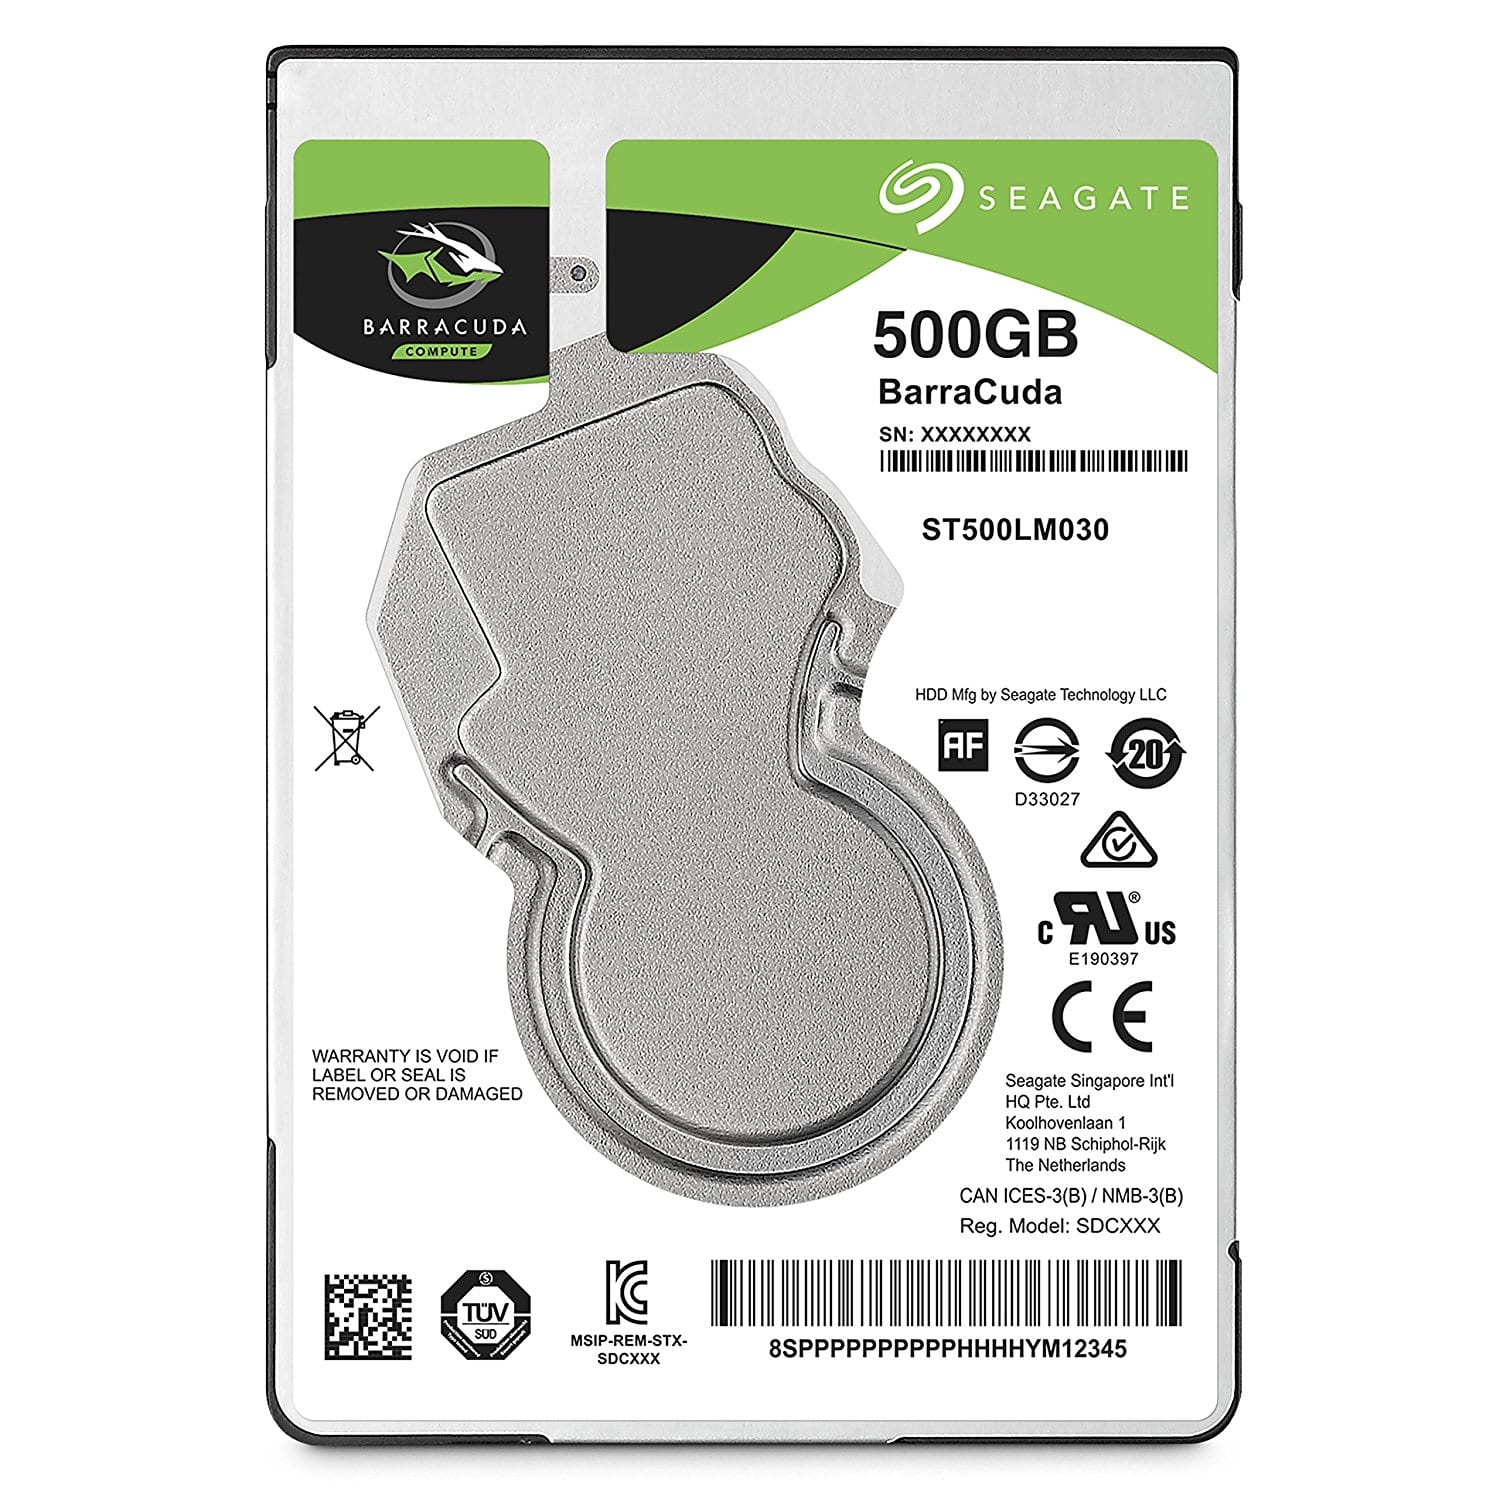 SEAGATE
BARRACUDA
COMPUTE
500GB
BarraCuda
SN: XXXXXXXX
ST500LM030
HDD Mfg by Seagate Technology LLC
AF
20
D33027
C RU® US
E190397
CE
WARRANTY IS VOID IF
LABEL OR SEAL IS
REMOVED OR DAMAGED
Seagate Singapore Int'l
HQ Pte. Ltd
Koolhovenlaan 1
1119 NB Schiphol-Rijk
The Netherlands
CAN ICES-3(B) / NMB-3(B)
Reg. Model: SDCXXX
TÜV
SÜD
MSIP-REM-STX-
SDCXXX
8SPPPPPPPPPPPHHHHYM12345